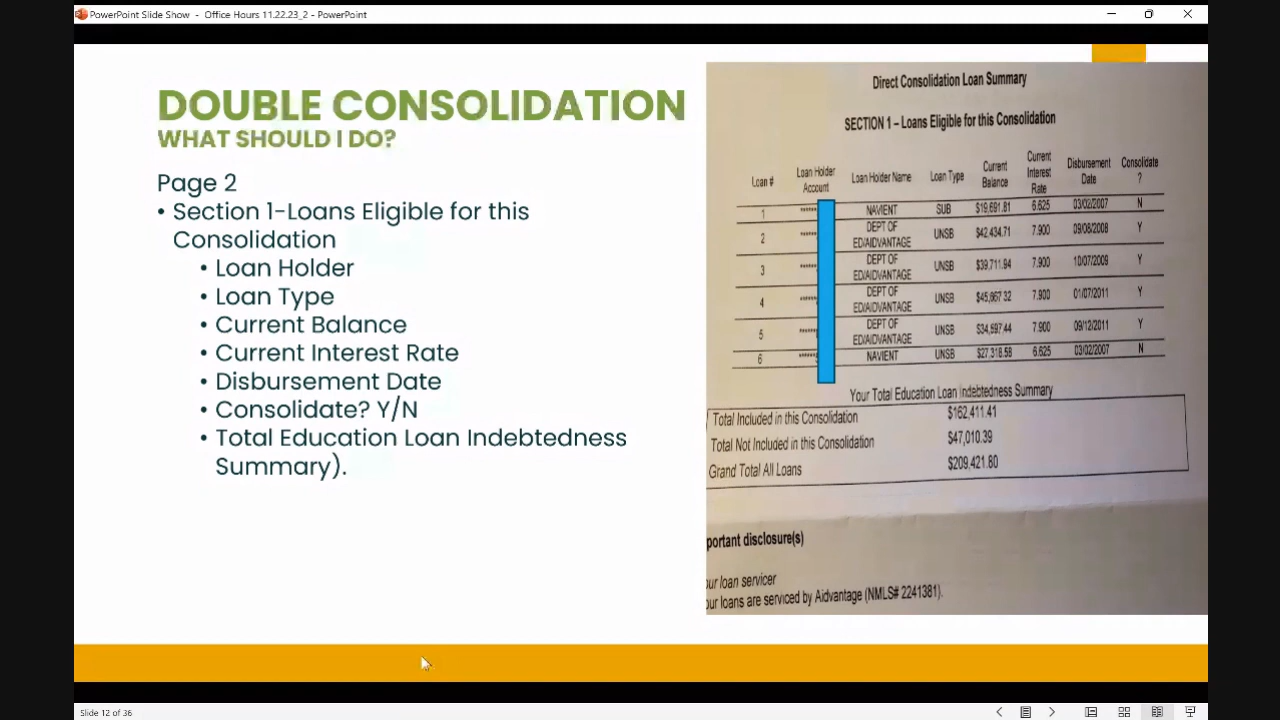 PowerPoint Slide Show - Office Hours 11.22.23_2 - PowerPoint
DOUBLE CONSOLIDATION
WHAT SHOULD I DO?
Page 2
• Section 1-Loans Eligible for this
Consolidation
• Loan Holder
• Loan Type
• Current Balance
• Current Interest Rate
• Disbursement Date
• Consolidate? Y/N
• Total Education Loan Indebtedness
Summary).
Direct Consolidation Loan Summary
SECTION 1 – Loans Eligible for this Consolidation
Loan # Loan Holder Account Loan Holder Name Loan Type Current Balance Current Interest Rate Disbursement Date Consolidate ?
1 ****** NAVIENT SUB $19,691.81 6.625 03/02/2007 N
2 ****** DEPT OF ED/AIDVANTAGE UNSB $42,434.71 7.900 09/08/2008 Y
3 ****** DEPT OF ED/AIDVANTAGE UNSB $39,711.94 7.900 10/07/2009 Y
4 ****** DEPT OF ED/AIDVANTAGE UNSB $45,667.32 7.900 01/07/2011 Y
5 ****** DEPT OF ED/AIDVANTAGE UNSB $34,597.44 7.900 09/12/2011 Y
6 ****** NAVIENT UNSB $27,318.58 6.625 03/02/2007 N
Your Total Education Loan Indebtedness Summary
Total Included in this Consolidation $162,411.41
Total Not Included in this Consolidation $47,010.39
Grand Total All Loans $209,421.80
portant disclosure(s)
our loan servicer
our loans are serviced by Aidvantage (NMLS# 2241381).
Slide 12 of 36